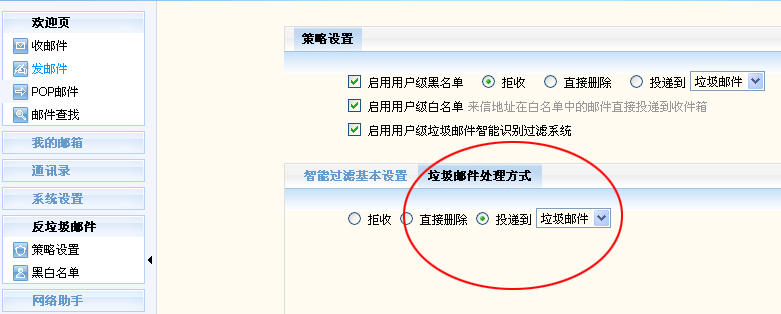 欢迎页
收邮件
发邮件
POP邮件
邮件查找
我的邮箱
通讯录
系统设置
反垃圾邮件
策略设置
黑白名单
网络助手
策略设置
启用用户级黑名单 拒收 直接删除 投递到 垃圾邮件
启用用户级白名单 来信地址在白名单中的邮件直接投递到收件箱
启用用户级垃圾邮件智能识别过滤系统
智能过滤基本设置 垃圾邮件处理方式
拒收 直接删除 投递到 垃圾邮件